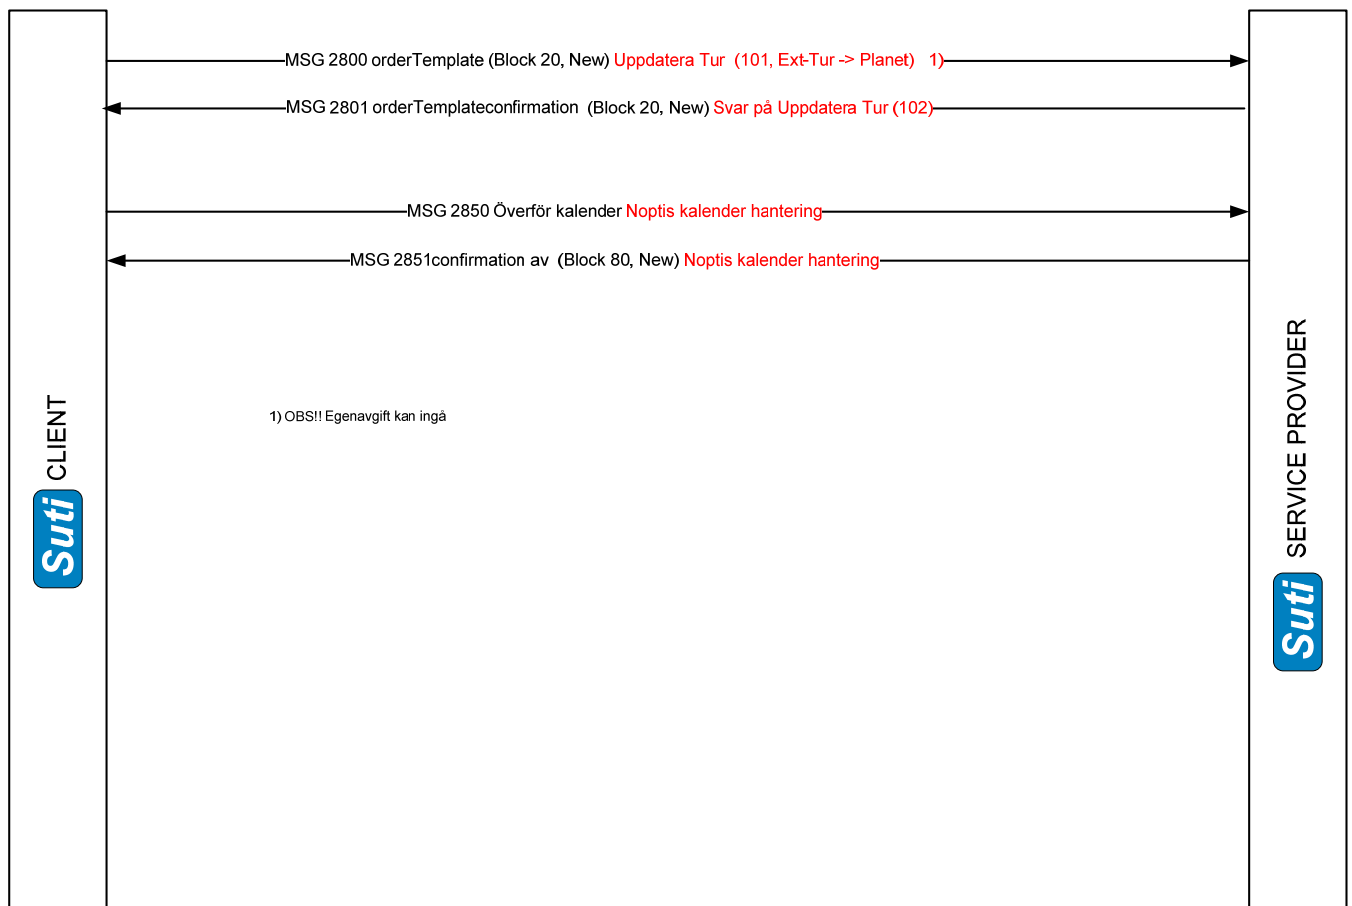 MSG 2800 orderTemplate (Block 20, New) Uppdatera Tur (101, Ext-Tur -> Planet) 1)
MSG 2801 orderTemplateconfirmation (Block 20, New) Svar på Uppdatera Tur (102)
MSG 2850 Överför kalender Noptis kalender hantering
MSG 2851confirmation av (Block 80, New) Noptis kalender hantering
1) OBS!! Egenavgift kan ingå
Suti CLIENT
Suti SERVICE PROVIDER